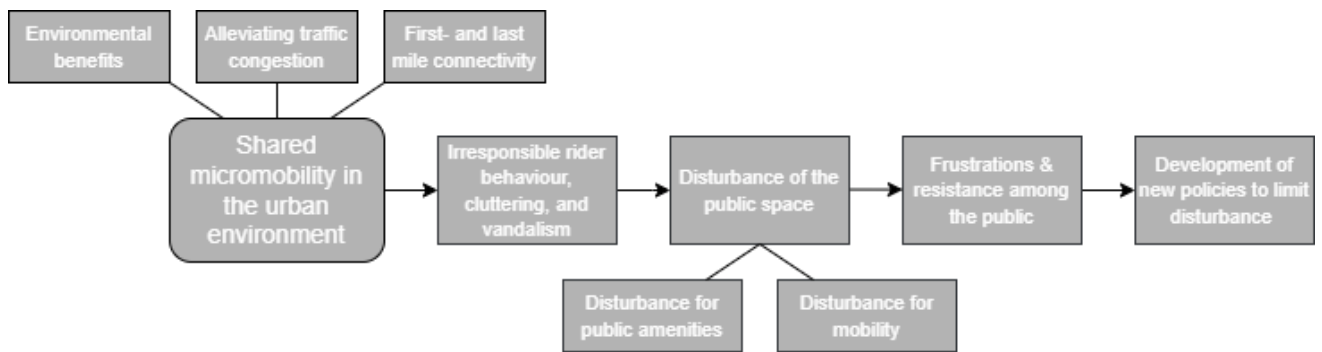 Environmental
benefits
Alleviating traffic
congestion
First- and last
mile connectivity
Shared
micromobility in
the urban
environment
Irresponsible rider
behaviour,
cluttering, and
vandalism
Disturbance of the
public space
Frustrations &
resistance among
the public
Development of
new policies to limit
disturbance
Disturbance for
public amenities
Disturbance for
mobility